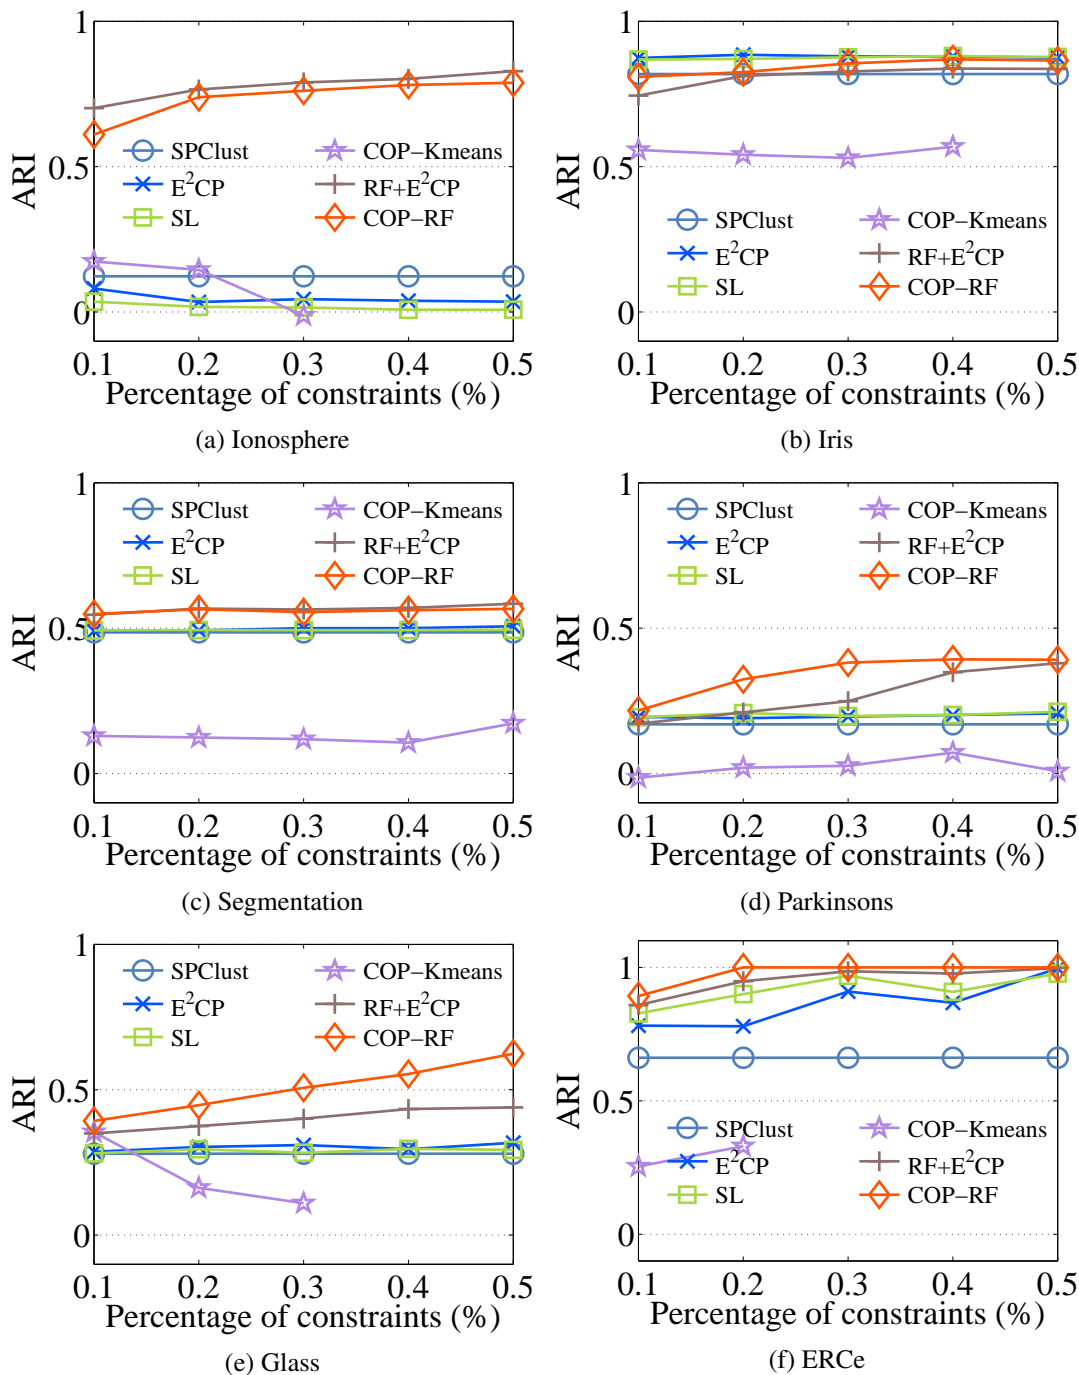 1
0.5
0
ARI
SPClust
E²CP
SL
COP−Kmeans
RF+E²CP
COP−RF
0.1 0.2 0.3 0.4 0.5
Percentage of constraints (%)
(a) Ionosphere
1
0.5
0
ARI
SPClust
E²CP
SL
COP−Kmeans
RF+E²CP
COP−RF
0.1 0.2 0.3 0.4 0.5
Percentage of constraints (%)
(b) Iris
1
0.5
0
ARI
SPClust
E²CP
SL
COP−Kmeans
RF+E²CP
COP−RF
0.1 0.2 0.3 0.4 0.5
Percentage of constraints (%)
(c) Segmentation
1
0.5
0
ARI
SPClust
E²CP
SL
COP−Kmeans
RF+E²CP
COP−RF
0.1 0.2 0.3 0.4 0.5
Percentage of constraints (%)
(d) Parkinsons
1
0.5
0
ARI
SPClust
E²CP
SL
COP−Kmeans
RF+E²CP
COP−RF
0.1 0.2 0.3 0.4 0.5
Percentage of constraints (%)
(e) Glass
1
0.5
0
ARI
SPClust
E²CP
SL
COP−Kmeans
RF+E²CP
COP−RF
0.1 0.2 0.3 0.4 0.5
Percentage of constraints (%)
(f) ERCe